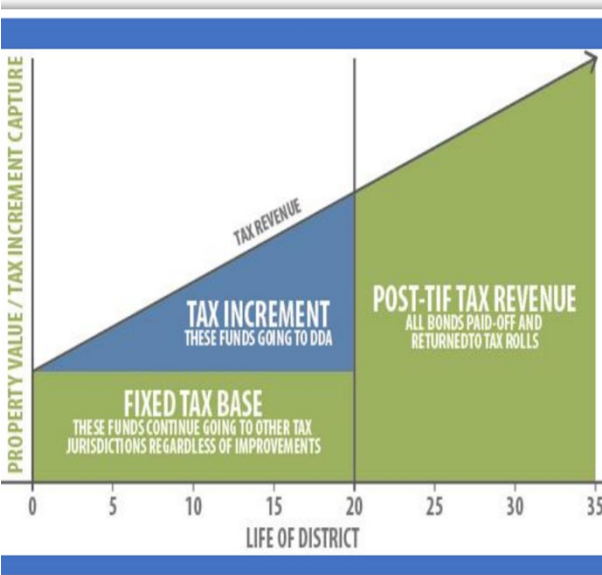 PROPERTY VALUE / TAX INCREMENT CAPTURE
TAX REVENUE
TAX INCREMENT
THESE FUNDS GOING TO DDA
POST-TIF TAX REVENUE
ALL BONDS PAID-OFF AND
RETURNEDTO TAX ROLLS
FIXED TAX BASE
THESE FUNDS CONTINUE GOING TO OTHER TAX
JURISDICTIONS REGARDLESS OF IMPROVEMENTS
0 5 10 15 20 25 30 35
LIFE OF DISTRICT